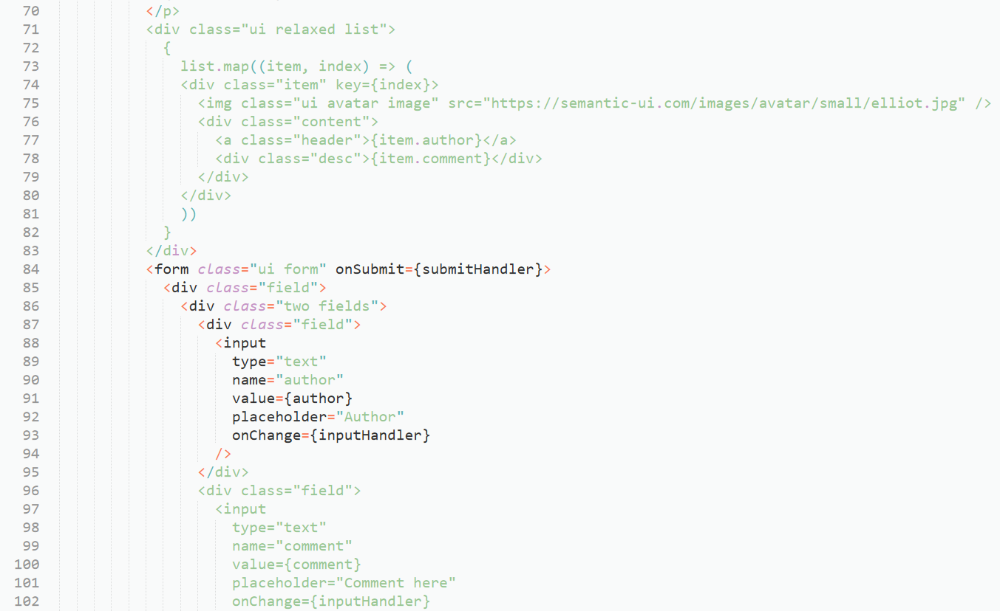 70 </p>
71 <div class="ui relaxed list">
72 {
73 list.map((item, index) => (
74 <div class="item" key={index}>
75 <img class="ui avatar image" src="https://semantic-ui.com/images/avatar/small/elliot.jpg" />
76 <div class="content">
77 <a class="header">{item.author}</a>
78 <div class="desc">{item.comment}</div>
79 </div>
80 </div>
81 ))
82 }
83 </div>
84 <form class="ui form" onSubmit={submitHandler}>
85 <div class="field">
86 <div class="two fields">
87 <div class="field">
88 <input
89 type="text"
90 name="author"
91 value={author}
92 placeholder="Author"
93 onChange={inputHandler}
94 />
95 </div>
96 <div class="field">
97 <input
98 type="text"
99 name="comment"
100 value={comment}
101 placeholder="Comment here"
102 onChange={inputHandler}